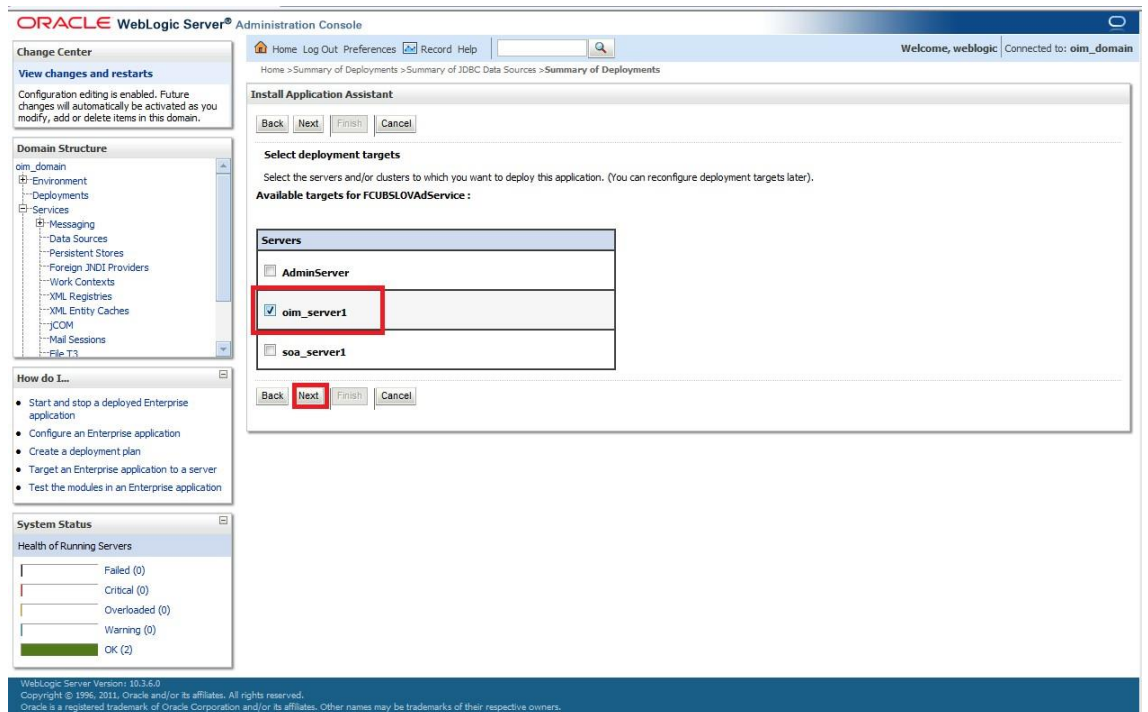 ORACLE WebLogic Server® Administration Console
Change Center
View changes and restarts
Configuration editing is enabled. Future
changes will automatically be activated as you
modify, add or delete items in this domain.
Domain Structure
oim_domain
Environment
Deployments
Services
Messaging
Data Sources
Persistent Stores
Foreign JNDI Providers
Work Contexts
XML Registries
XML Entity Caches
jCOM
Mail Sessions
File T3
How do I...
Start and stop a deployed Enterprise
application
Configure an Enterprise application
Create a deployment plan
Target an Enterprise application to a server
Test the modules in an Enterprise application
System Status
Health of Running Servers
Failed (0)
Critical (0)
Overloaded (0)
Warning (0)
OK (2)
Home Log Out Preferences Record Help
Welcome, weblogic Connected to: oim_domain
Home >Summary of Deployments >Summary of JDBC Data Sources >Summary of Deployments
Install Application Assistant
Back Next Finish Cancel
Select deployment targets
Select the servers and/or clusters to which you want to deploy this application. (You can reconfigure deployment targets later).
Available targets for FCUBSLOVAdService :
Servers
AdminServer
oim_server1
soa_server1
Back Next Finish Cancel
WebLogic Server Version: 10.3.6.0
Copyright © 1996, 2011, Oracle and/or its affiliates. All rights reserved.
Oracle is a registered trademark of Oracle Corporation and/or its affiliates. Other names may be trademarks of their respective owners.